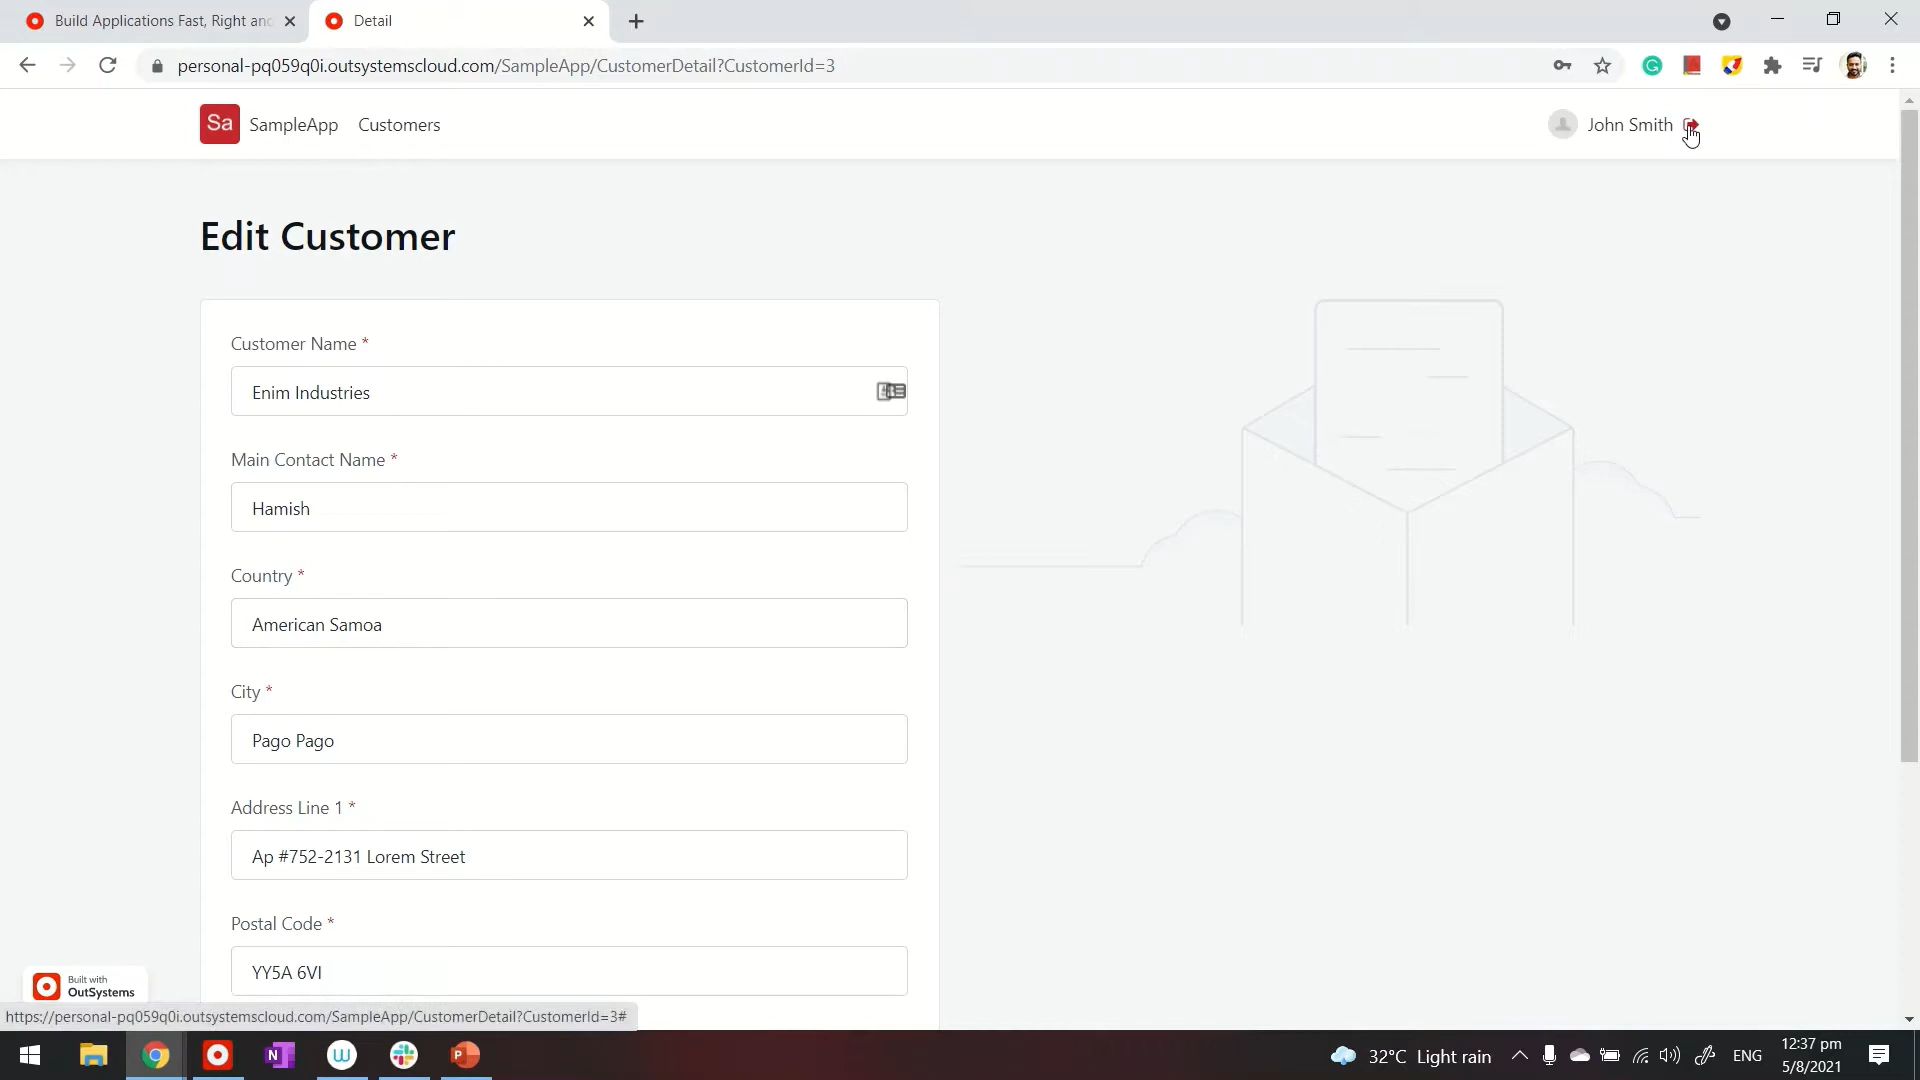 Build Applications Fast, Right an
Detail
personal-pq059q0i.outsystemscloud.com/SampleApp/CustomerDetail?CustomerId=3
Sa
SampleApp
Customers
John Smith
Edit Customer
Customer Name *
Enim Industries
Main Contact Name *
Hamish
Country *
American Samoa
City *
Pago Pago
Address Line 1 *
Ap #752-2131 Lorem Street
Postal Code *
YY5A 6VI
Built with
OutSystems
https://personal-pq059q0i.outsystemscloud.com/SampleApp/CustomerDetail?CustomerId=3#
N
W
P
32°C Light rain
ENG
12:37 pm
5/8/2021